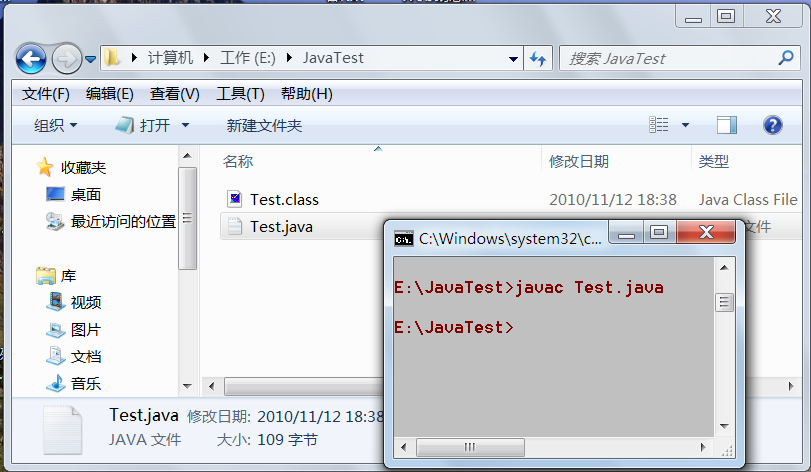 计算机 工作 (E:) JavaTest 搜索 JavaTest
文件(F) 编辑(E) 查看(V) 工具(T) 帮助(H)
组织 打开 新建文件夹
名称 修改日期 类型
收藏夹
桌面
最近访问的位置
库
视频
图片
文档
音乐
Test.class 2010/11/12 18:38 Java Class File
Test.java 文件
C:\Windows\system32\c...
E:\JavaTest>javac Test.java
E:\JavaTest>
Test.java 修改日期: 2010/11/12 18:38
JAVA 文件 大小: 109 字节